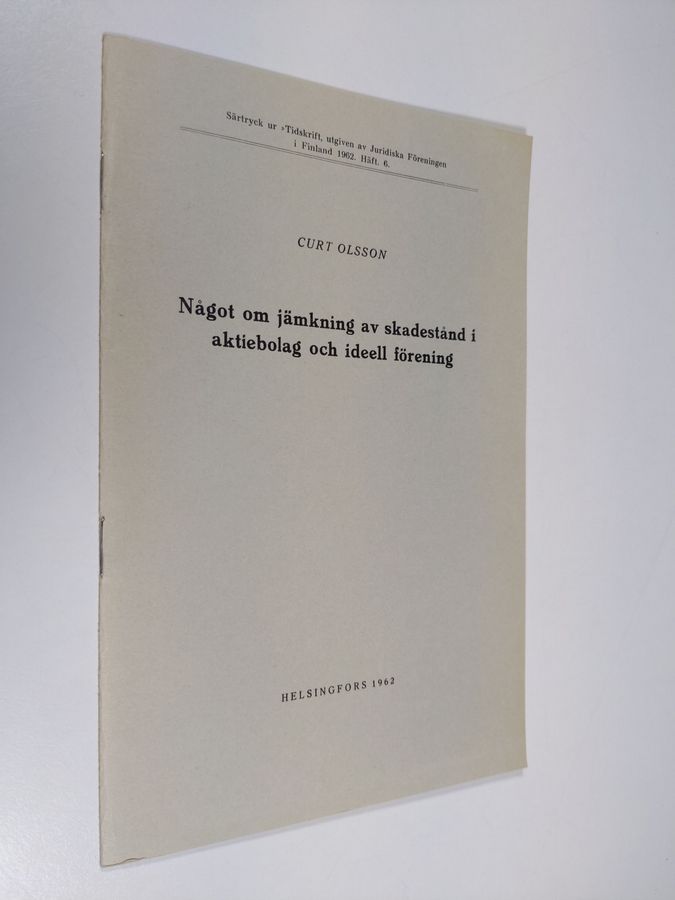 Särtryck ur »Tidskrift, utgiven av Juridiska Föreningen
i Finland 1962. Häft. 6.
CURT OLSSON
Något om jämkning av skadestånd i
aktiebolag och ideell förening
HELSINGFORS 1962